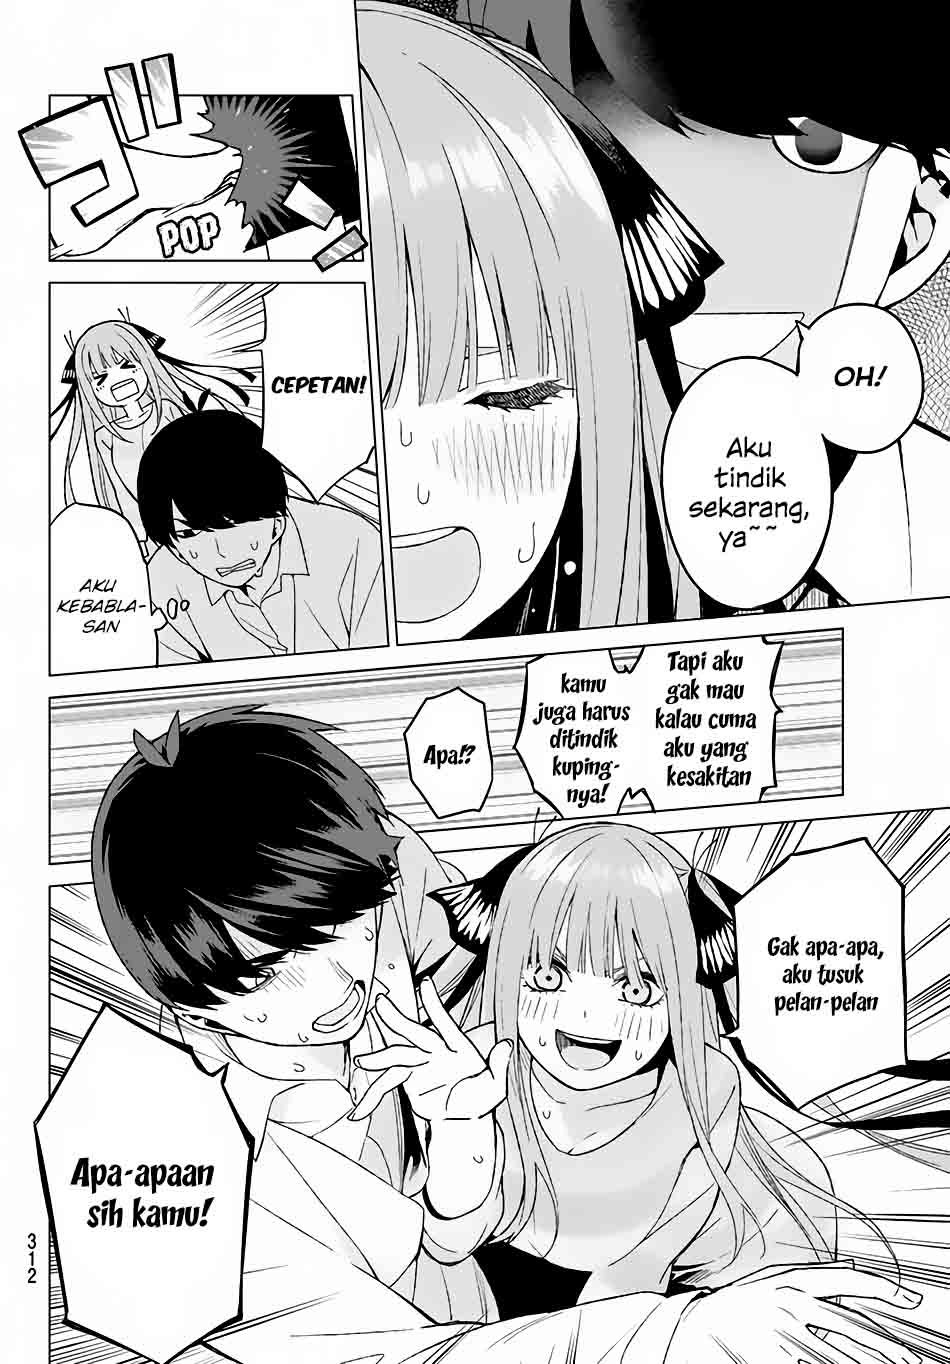 OH!
Aku
tindik
sekarang,
ya~~
ゴギ
POP
CEPETAN!
AKU
KEBABLA-
SAN
Tapi aku
gak mau
kalau cuma
aku yang
kesakitan
kamu
juga harus
ditindik
kuping-
nya!
Apa!?
Gak apa-apa,
aku tusuk
pelan-pelan
Apa-apaan
sih kamu!
312